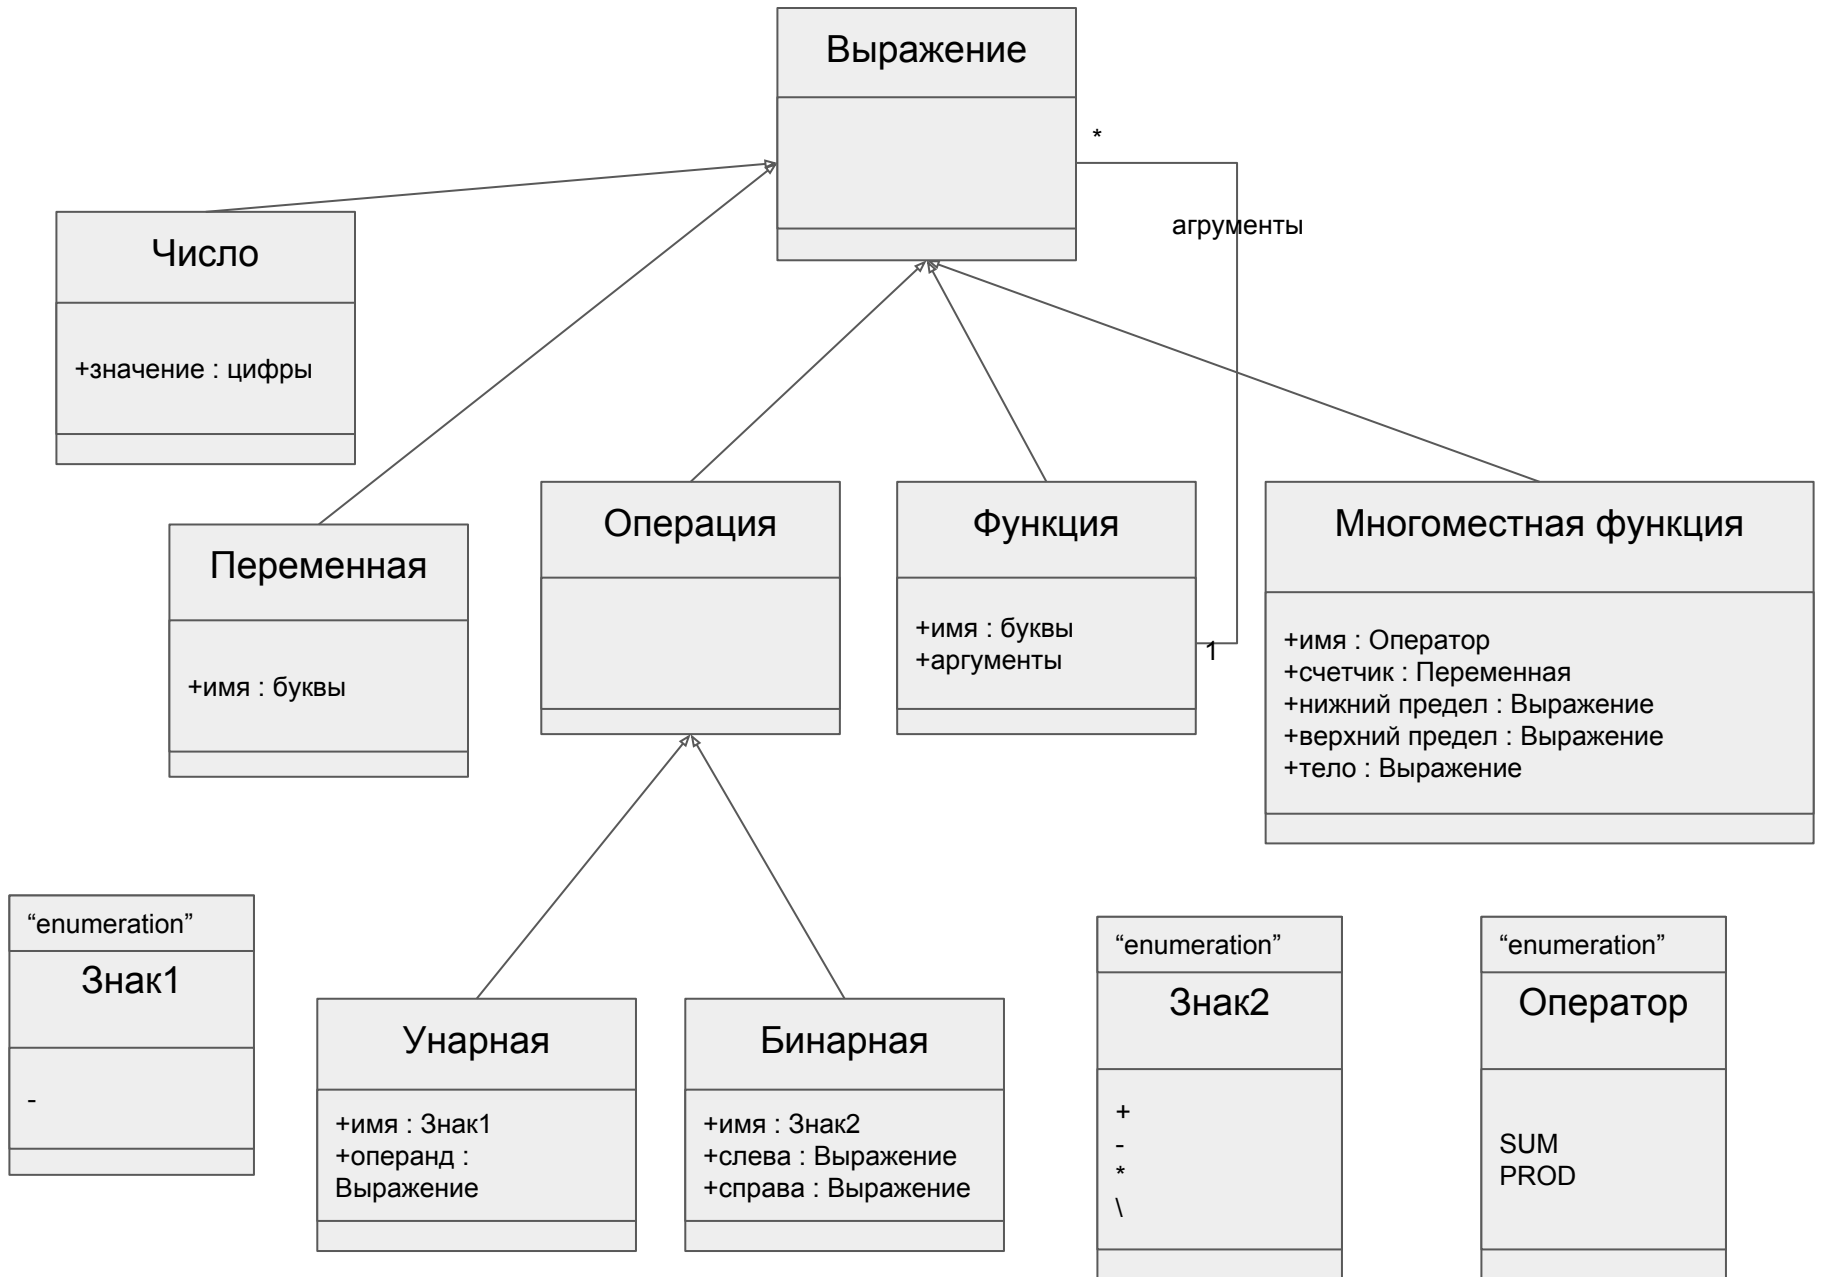 Выражение
*
агрументы
Число
+значение : цифры
Переменная
+имя : буквы
Операция
Функция
+имя : буквы
+аргументы
1
Многоместная функция
+имя : Оператор
+счетчик : Переменная
+нижний предел : Выражение
+верхний предел : Выражение
+тело : Выражение
“enumeration”
Знак1
-
Унарная
+имя : Знак1
+операнд :
Выражение
Бинарная
+имя : Знак2
+слева : Выражение
+справа : Выражение
“enumeration”
Знак2
+
-
*
\
“enumeration”
Оператор
SUM
PROD